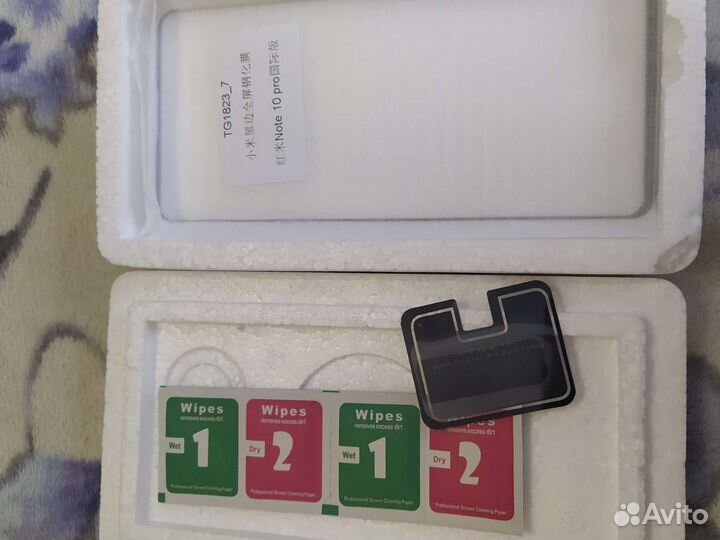 TG1823_7
小米黑边全屏钢化膜
红米Note 10 pro国际版
Wipes
removes excess dirt
Wet
1
Professional Screen Cleaning Paper
Wipes
removes excess dirt
Dry
2
Professional Screen Cleaning Paper
Wipes
removes excess dirt
Wet
1
Professional Screen Cleaning Paper
Wipes
removes excess dirt
Dry
2
Professional Screen Cleaning Paper
Avito